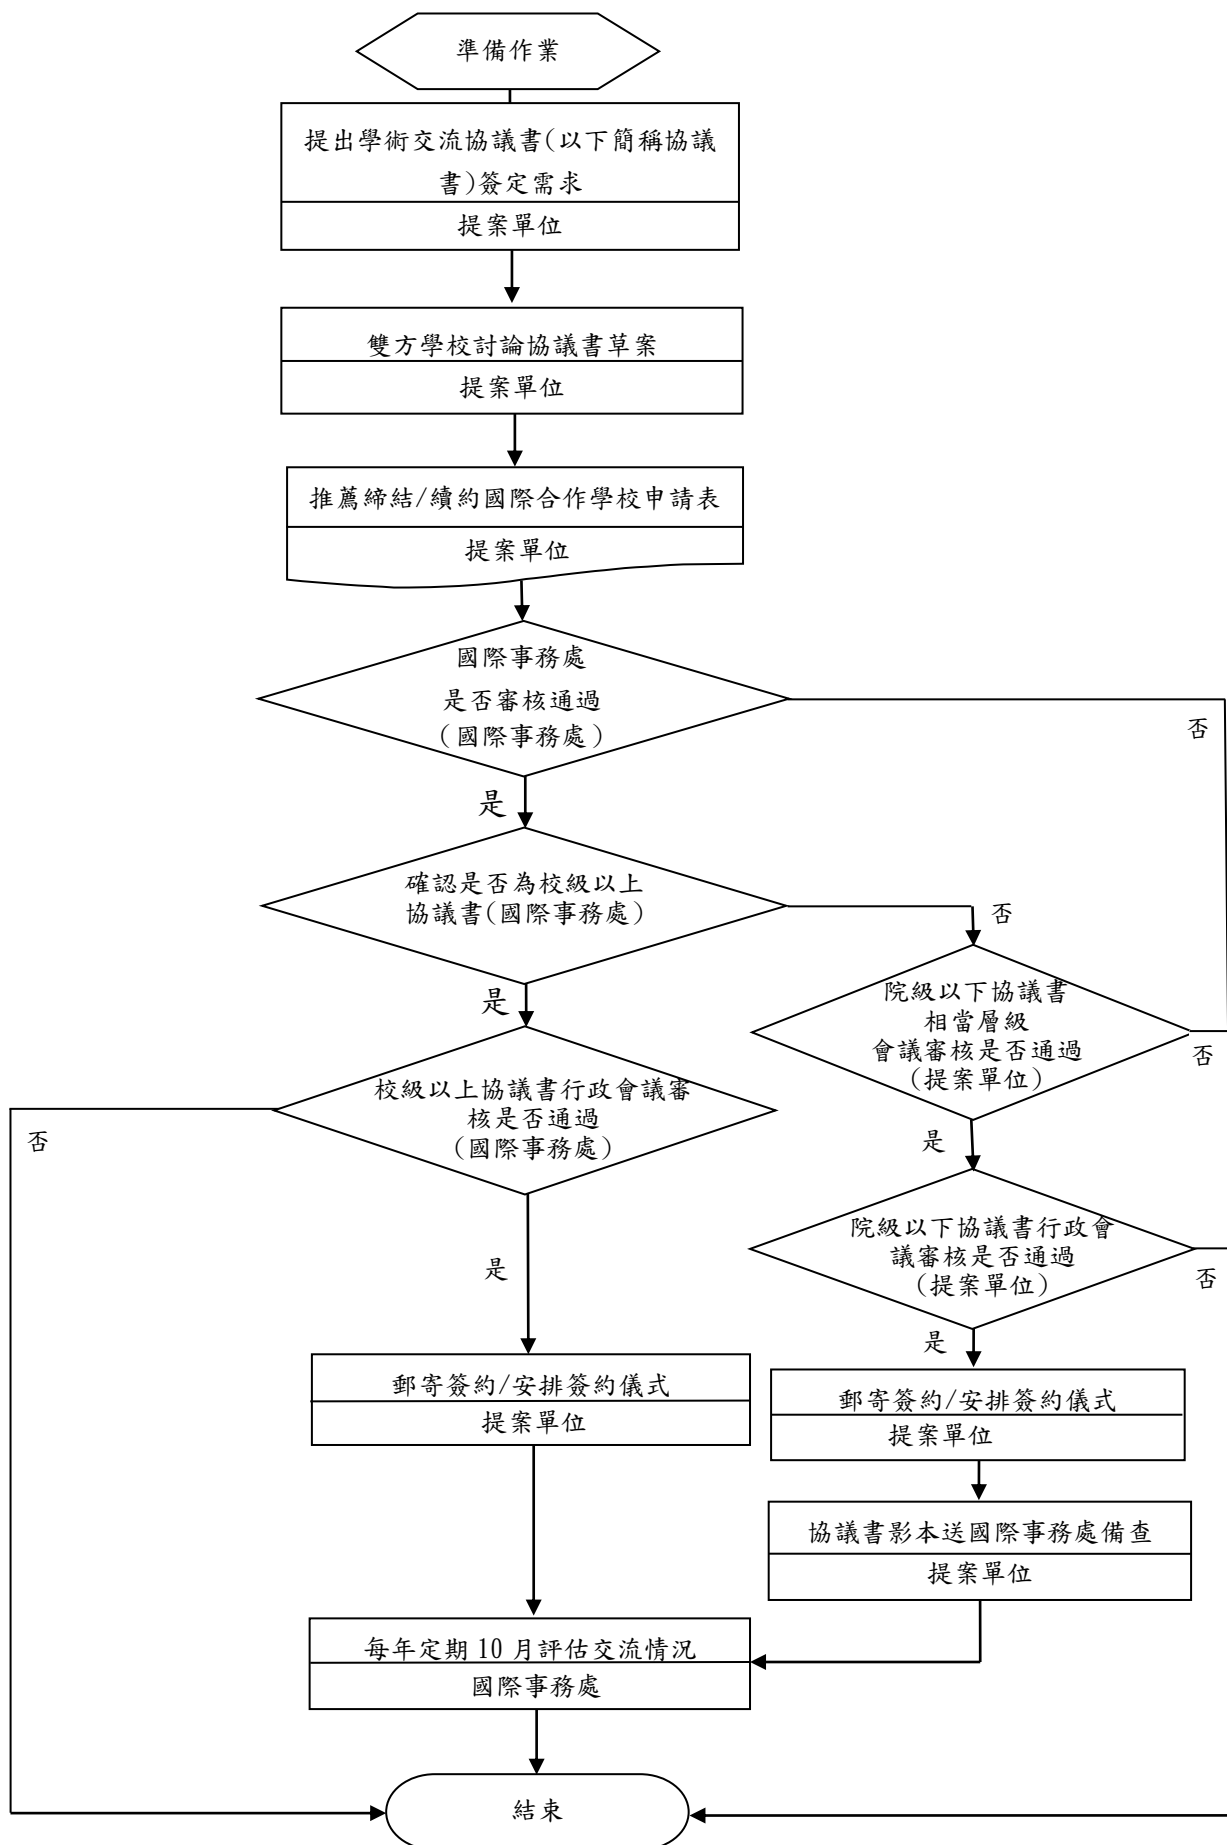 準備作業
提出學術交流協議書(以下簡稱協議
書)簽定需求
提案單位
雙方學校討論協議書草案
提案單位
推薦締結/續約國際合作學校申請表
提案單位
國際事務處
是否審核通過
(國際事務處)
否
是
確認是否為校級以上
協議書(國際事務處)
否
是
院級以下協議書
相當層級
會議審核是否通過
(提案單位)
否
是
校級以上協議書行政會議審
核是否通過
(國際事務處)
否
是
院級以下協議書行政會
議審核是否通過
(提案單位)
否
是
郵寄簽約/安排簽約儀式
提案單位
郵寄簽約/安排簽約儀式
提案單位
協議書影本送國際事務處備查
提案單位
每年定期 10 月評估交流情況
國際事務處
結束